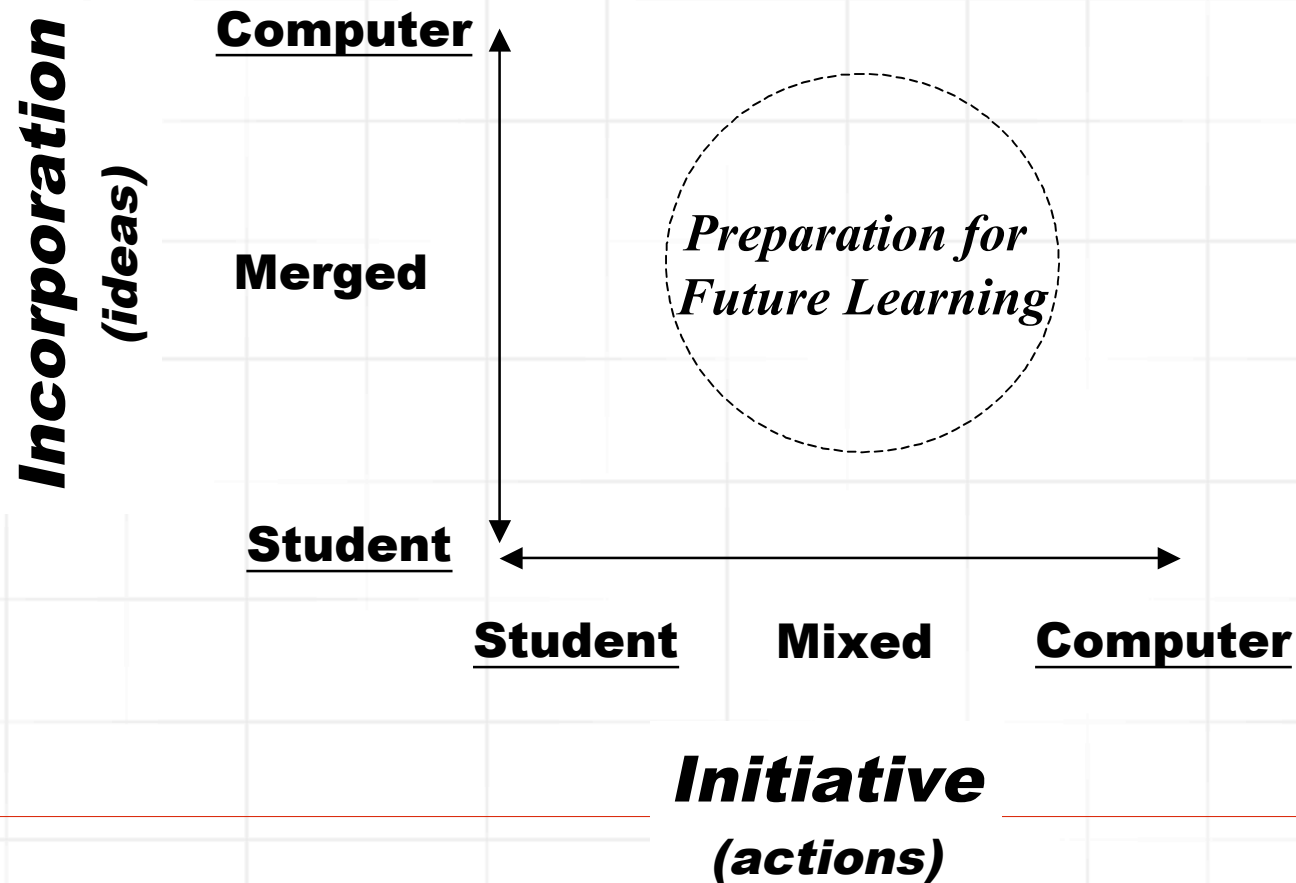 Incorporation
(ideas)
Computer
Merged
Student
Preparation for
Future Learning
Student Mixed Computer
Initiative
(actions)